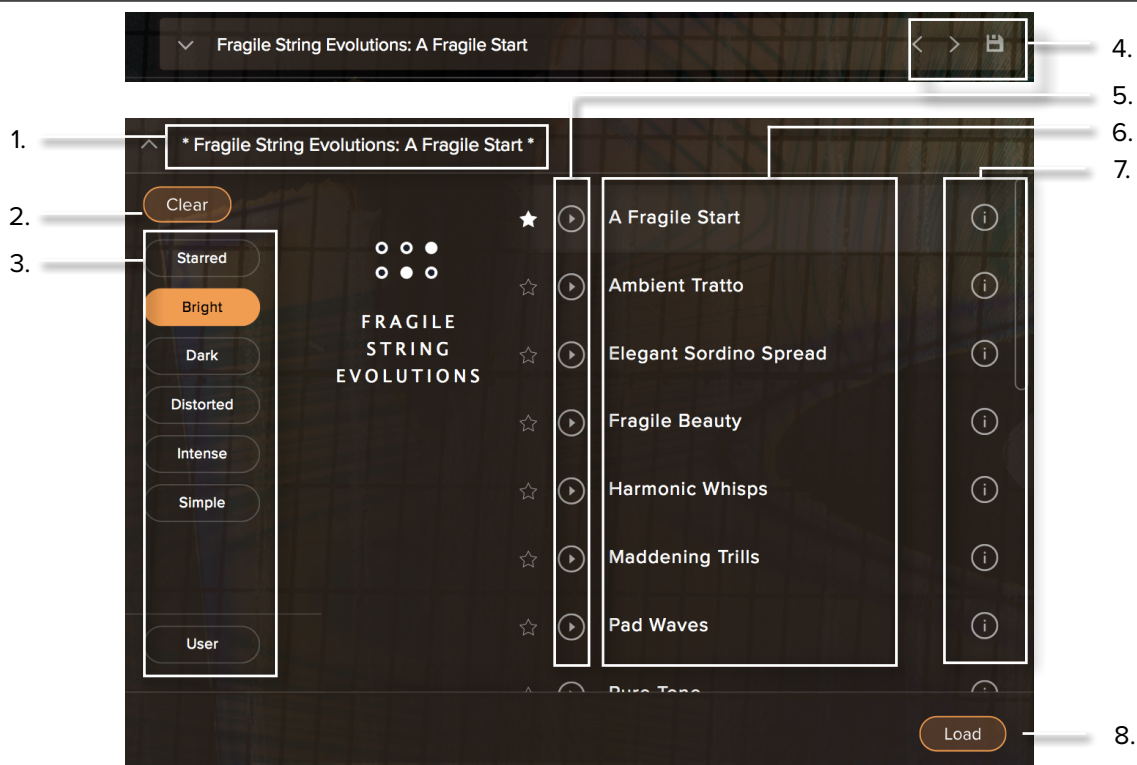 Fragile String Evolutions: A Fragile Start
4.
5.
1.
* Fragile String Evolutions: A Fragile Start *
6.
7.
2.
Clear
3.
Starred
Bright
Dark
Distorted
Intense
Simple
User
FRAGILE
STRING
EVOLUTIONS
A Fragile Start
Ambient Tratto
Elegant Sordino Spread
Fragile Beauty
Harmonic Whisps
Maddening Trills
Pad Waves
Pure Tone
Load
8.